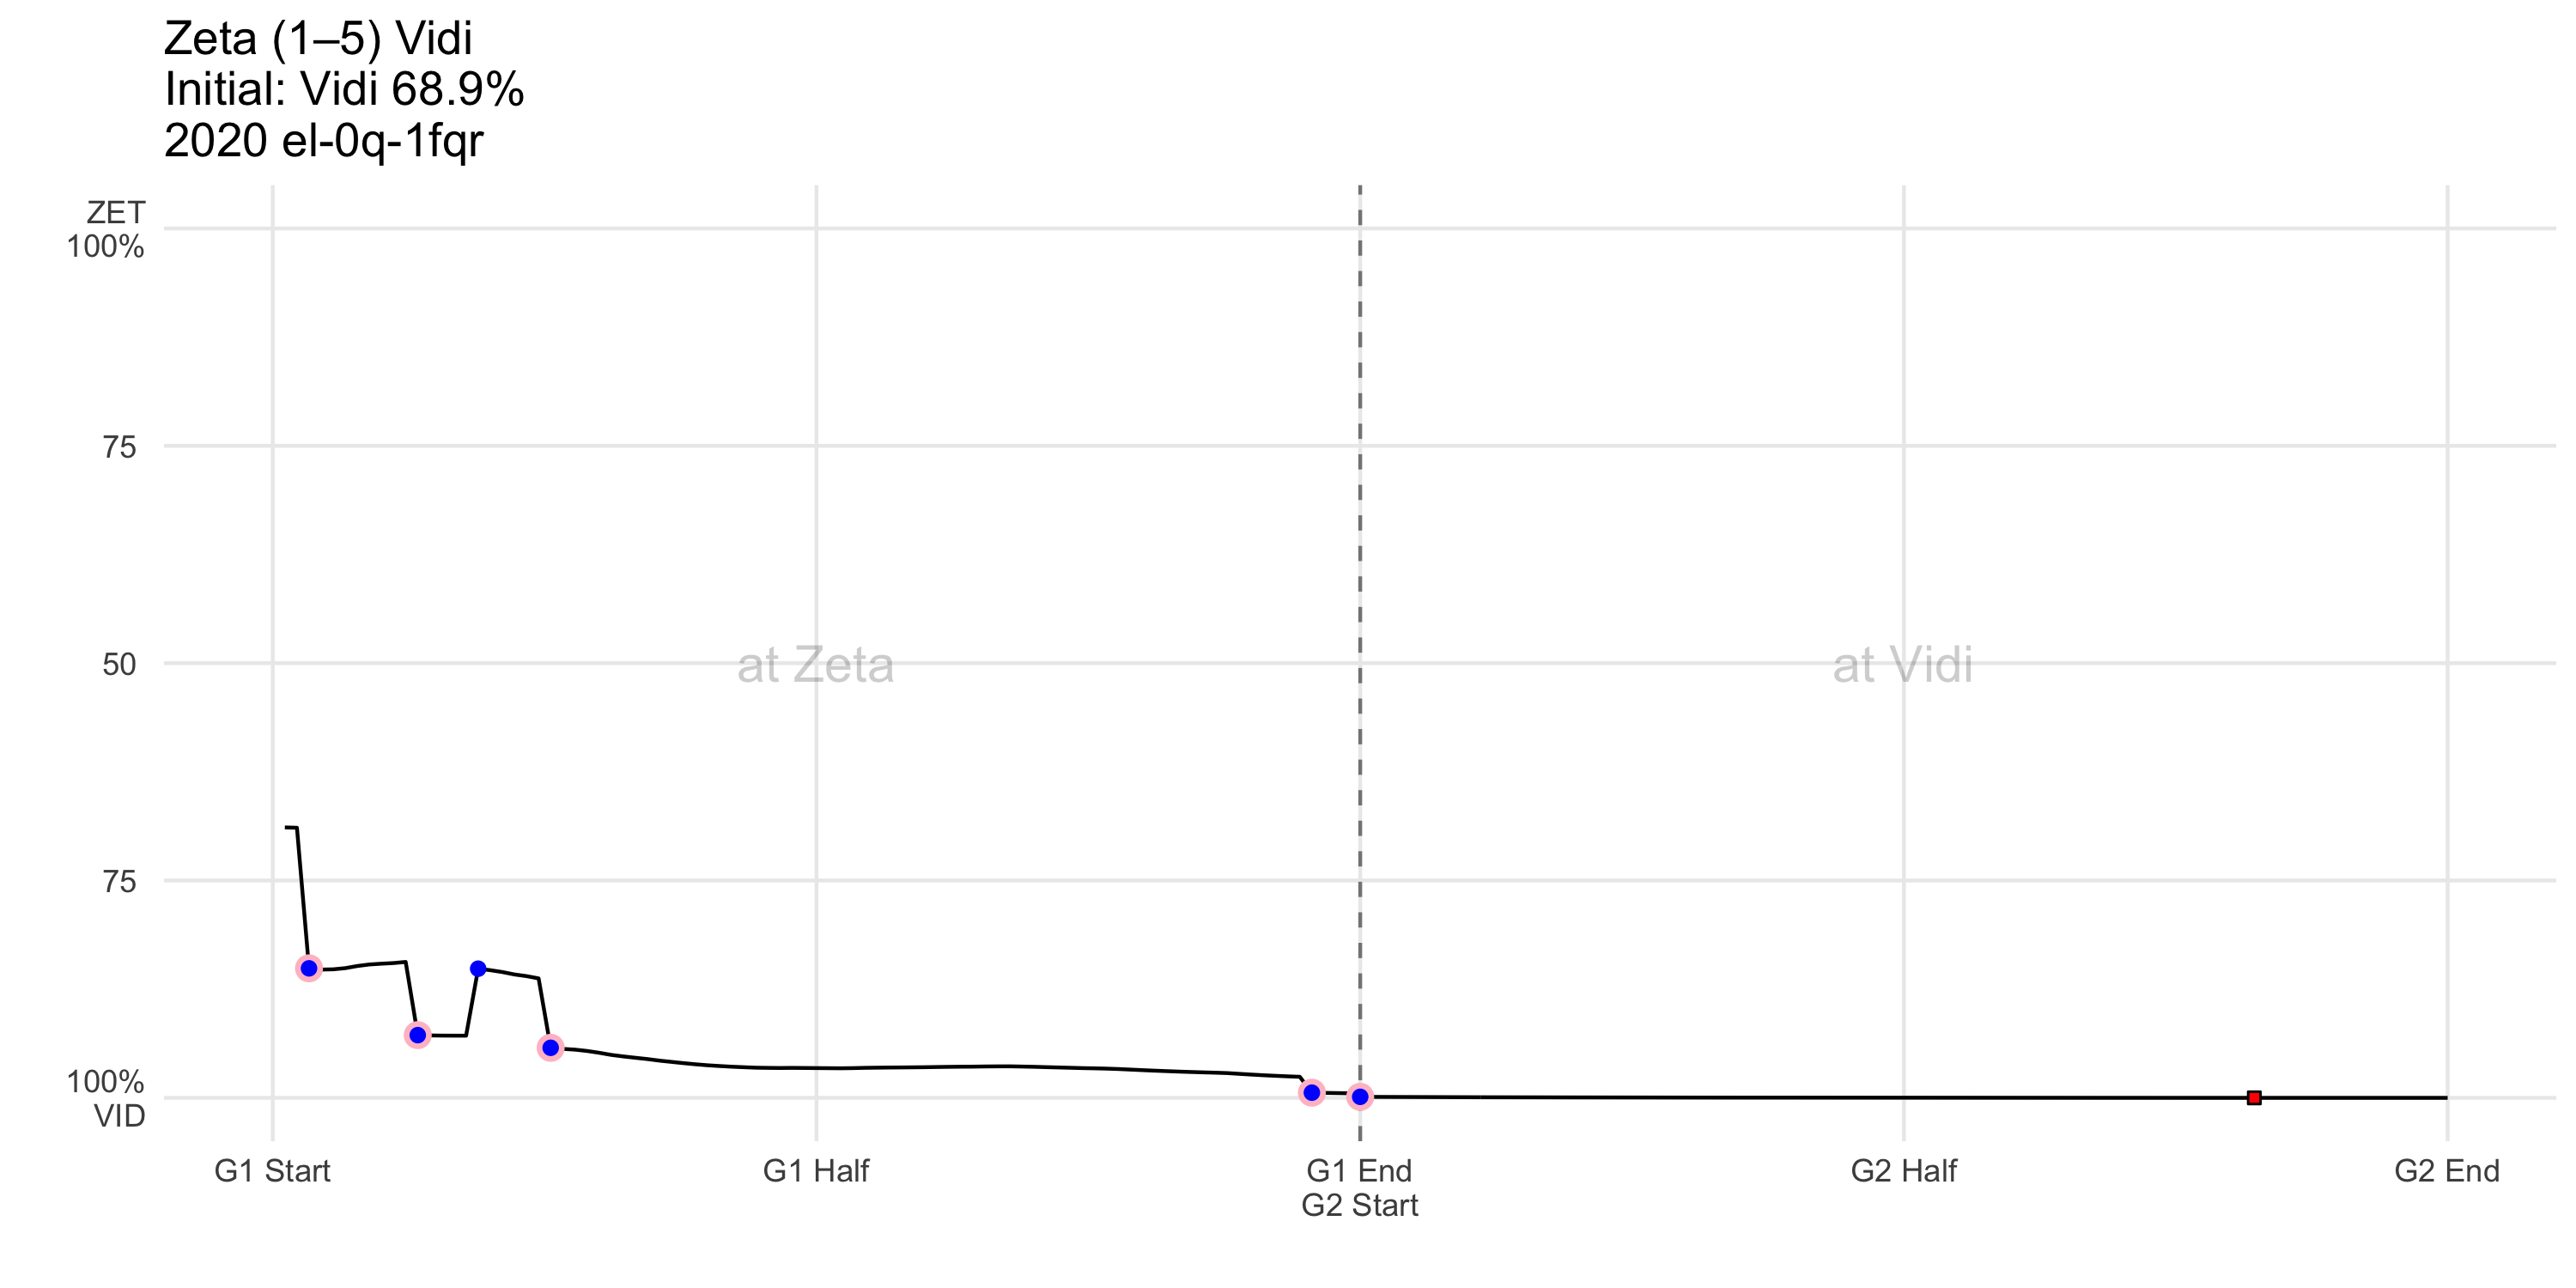 Zeta (1–5) Vidi
Initial: Vidi 68.9%
2020 el-0q-1fqr
ZET
100%
75
50
75
100%
VID
at Zeta
at Vidi
G1 Start
G1 Half
G1 End
G2 Start
G2 Half
G2 End